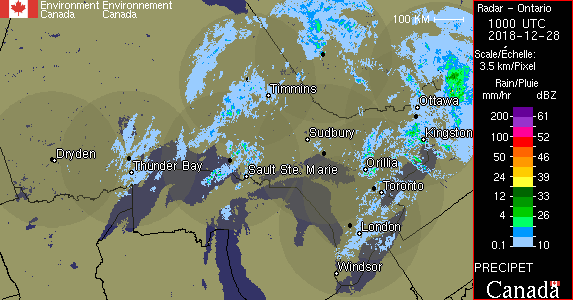 Environment Environnement
Canada Canada
100 KM
Timmins
Ottawa
Sudbury
Kingston
Dryden
Thunder Bay
Sault Ste. Marie
Orillia
Toronto
London
Windsor
Radar - Ontario
1000 UTC
2018-12-28
Scale/Échelle:
3.5 km/Pixel
Rain/Pluie
mm/hr dBZ
200 61
100 52
50 46
24 39
12 33
4 26
0.1 10
PRECIPET
Canada